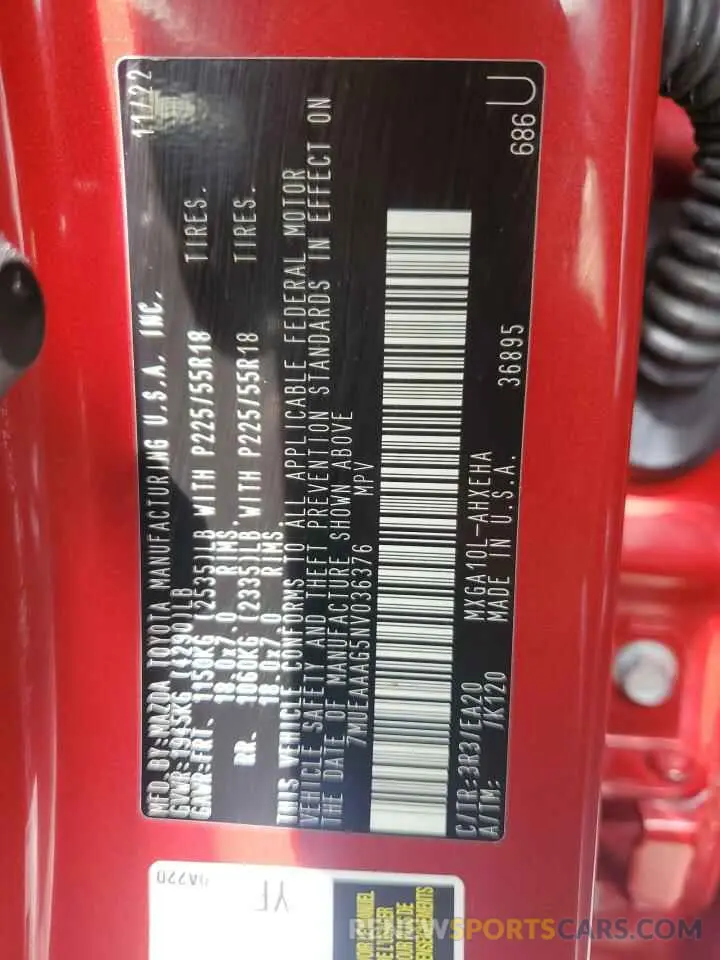 MFD.BY:MAZDA TOYOTA MANUFACTURING U.S.A. INC. 11/22
GVWR:1945KG (4290)LB
GAWR-FRT. 1150KG (2535)LB WITH P225/55R18 TIRES.
18.0x7.0 RIMS.
RR. 1060KG (2335)LB WITH P225/55R18 TIRES.
18.0x7.0 RIMS.
THIS VEHICLE CONFORMS TO ALL APPLICABLE FEDERAL MOTOR
VEHICLE SAFETY AND THEFT PREVENTION STANDARDS IN EFFECT ON
THE DATE OF MANUFACTURE SHOWN ABOVE
7MUEAAAG5NV036376 MPV
C/TR:3R3/EA20 MXGA10L-AHXEHA 36895 686 U
A/TM: /K120 MADE IN U.S.A.
0A220
YF
RENEWSPORTSCARS.COM